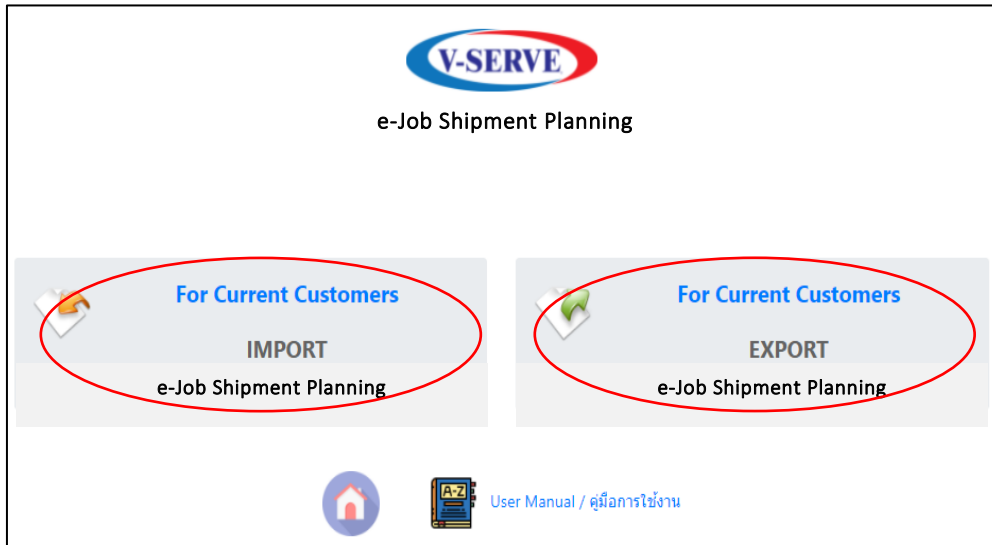 V-SERVE
e-Job Shipment Planning
For Current Customers
IMPORT
e-Job Shipment Planning
For Current Customers
EXPORT
e-Job Shipment Planning
A-Z
User Manual / คู่มือการใช้งาน